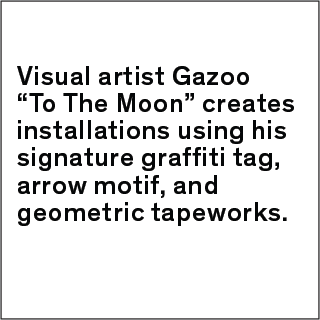 Visual artist Gazoo
“To The Moon” creates
installations using his
signature graffiti tag,
arrow motif, and
geometric tapeworks.